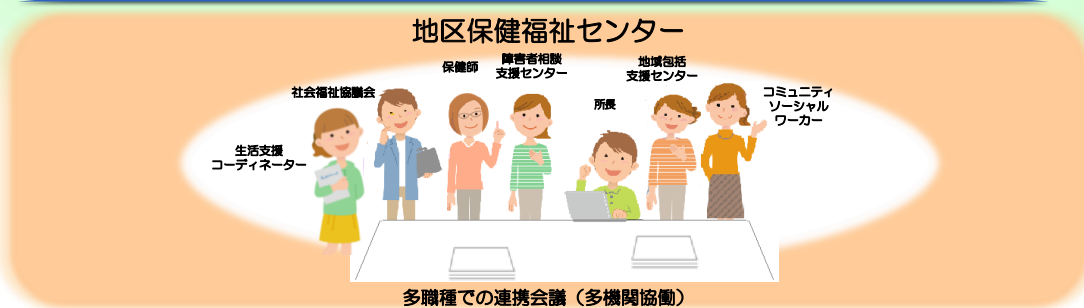 地区保健福祉センター
障害者相談
支援センター
保健師
地域包括
支援センター
社会福祉協議会
所長
コミュニティ
ソーシャル
ワーカー
生活支援
コーディネーター
多職種での連携会議（多機関協働）